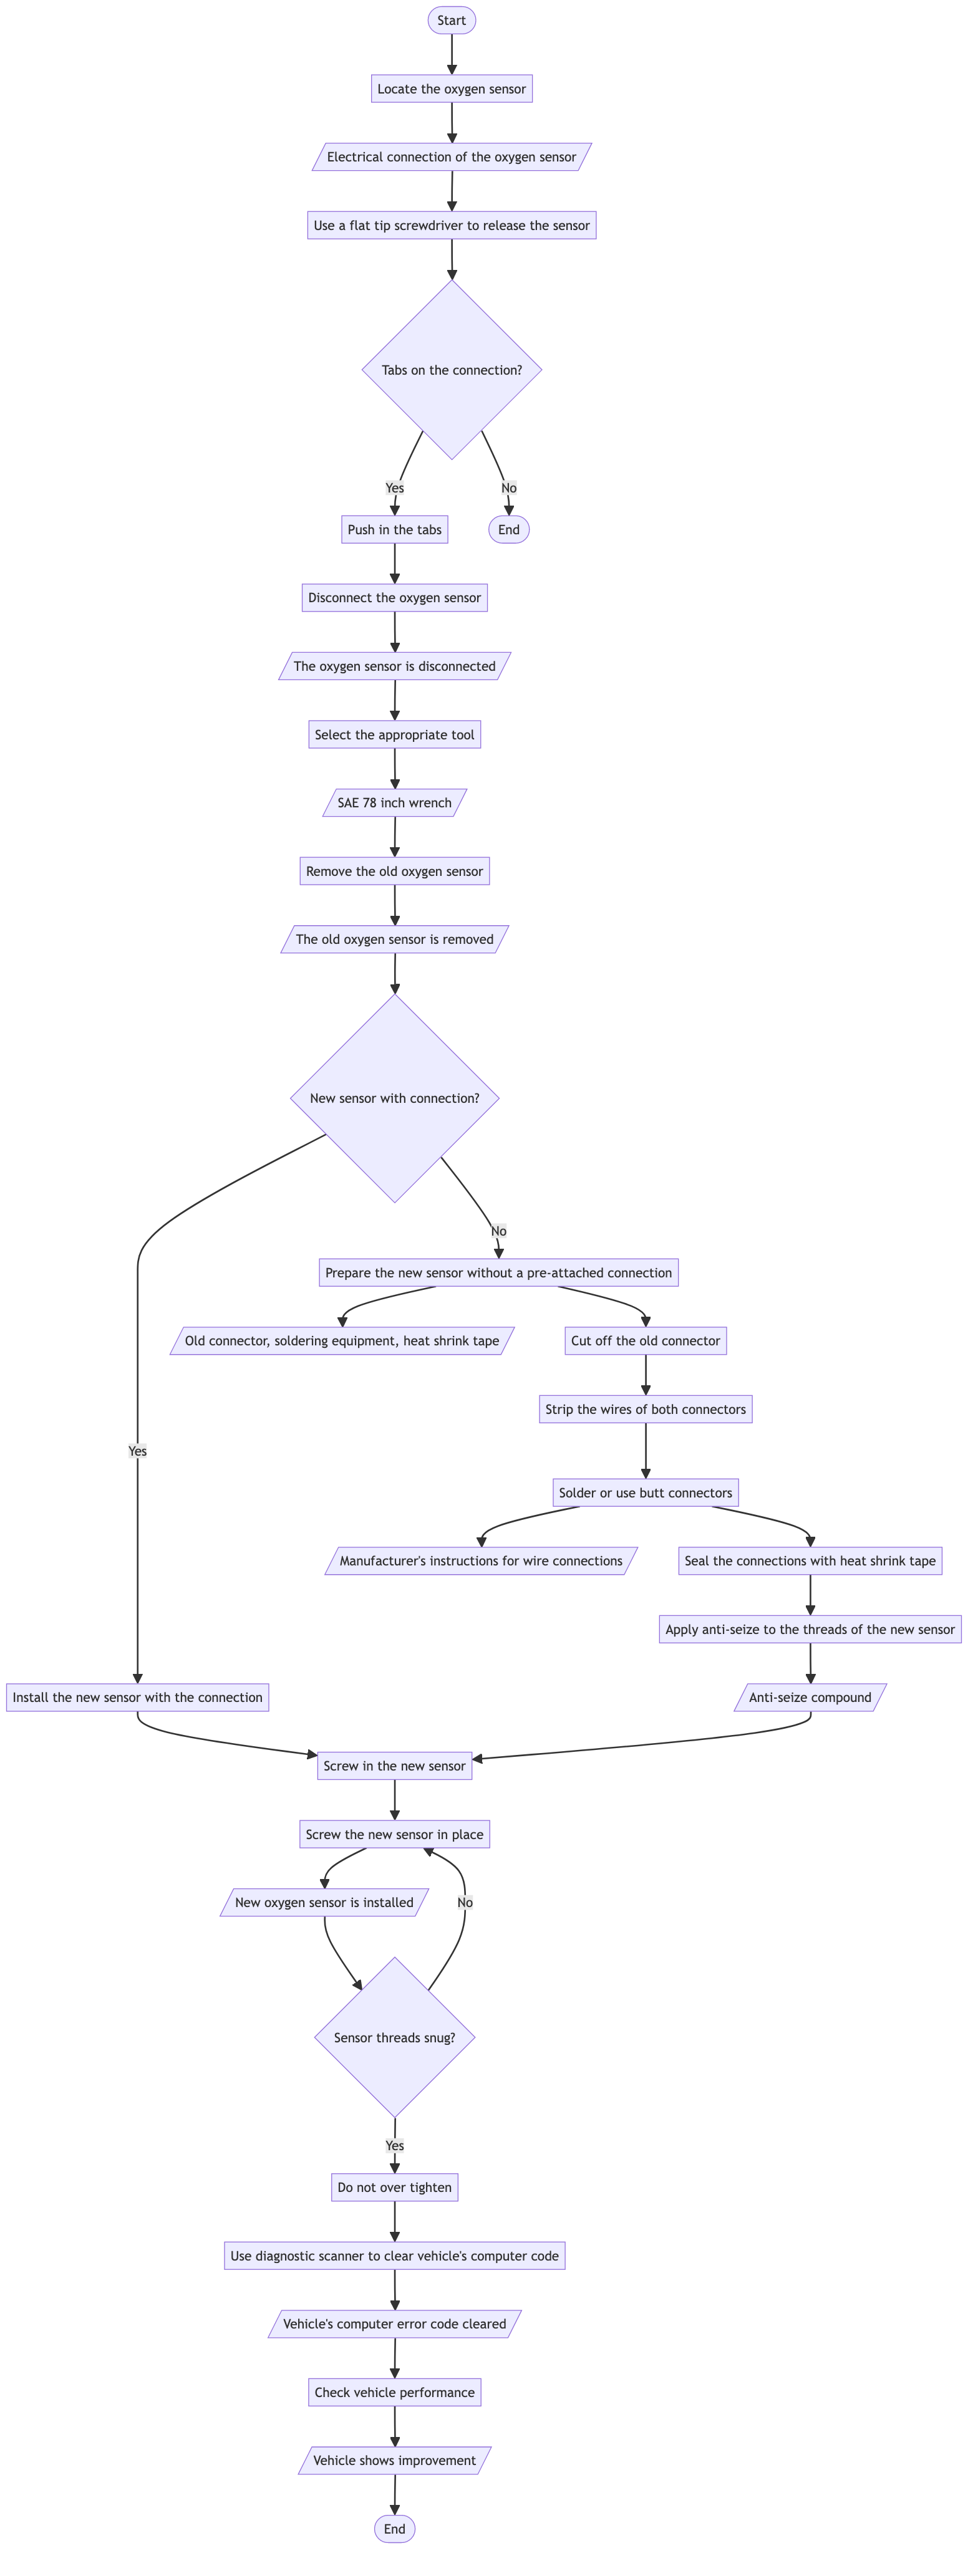 Start
Locate the oxygen sensor
Electrical connection of the oxygen sensor
Use a flat tip screwdriver to release the sensor
Tabs on the connection?
Yes
No
Push in the tabs
End
Disconnect the oxygen sensor
The oxygen sensor is disconnected
Select the appropriate tool
SAE 78 inch wrench
Remove the old oxygen sensor
The old oxygen sensor is removed
New sensor with connection?
No
Prepare the new sensor without a pre-attached connection
Old connector, soldering equipment, heat shrink tape
Cut off the old connector
Strip the wires of both connectors
Yes
Solder or use butt connectors
Manufacturer's instructions for wire connections
Seal the connections with heat shrink tape
Apply anti-seize to the threads of the new sensor
Install the new sensor with the connection
Anti-seize compound
Screw in the new sensor
Screw the new sensor in place
New oxygen sensor is installed
No
Sensor threads snug?
Yes
Do not over tighten
Use diagnostic scanner to clear vehicle's computer code
Vehicle's computer error code cleared
Check vehicle performance
Vehicle shows improvement
End